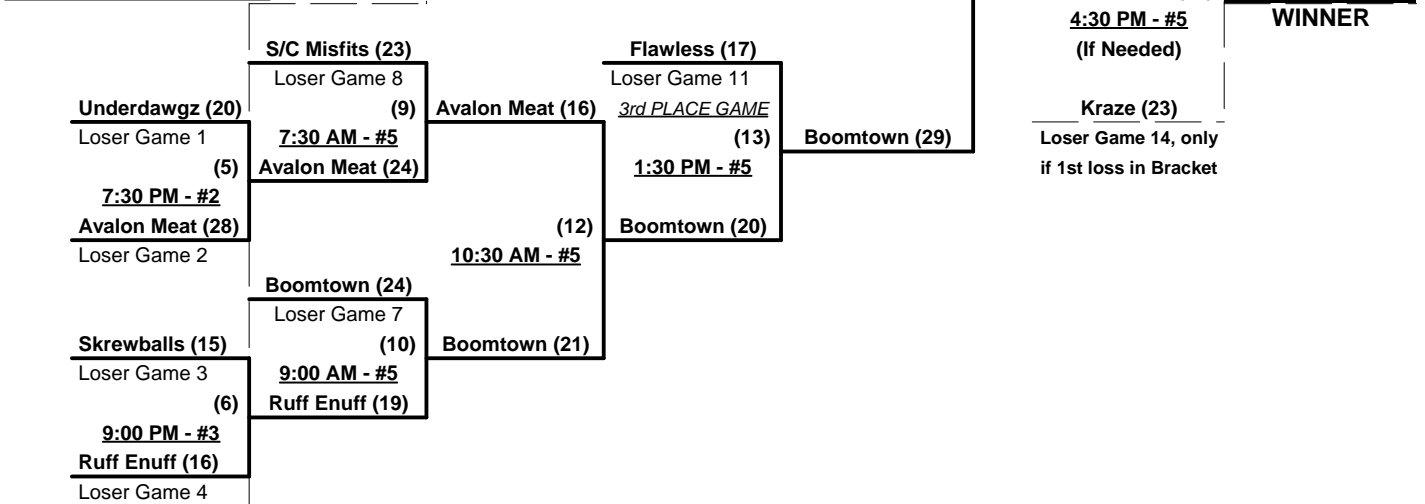 4:30 PM - #5
WINNER
(If Needed)
S/C Misfits (23)
Loser Game 8
(9)
7:30 AM - #5
Avalon Meat (24)
Underdawgz (20)
Loser Game 1
(5)
7:30 PM - #2
Avalon Meat (28)
Loser Game 2
Boomtown (24)
Loser Game 7
(10)
9:00 AM - #5
Ruff Enuff (19)
Skrewballs (15)
Loser Game 3
(6)
9:00 PM - #3
Ruff Enuff (16)
Loser Game 4
Avalon Meat (16)
(12)
10:30 AM - #5
Boomtown (21)
Flawless (17)
Loser Game 11
3rd PLACE GAME
(13)
1:30 PM - #5
Boomtown (20)
Boomtown (29)
Kraze (23)
Loser Game 14, only
if 1st loss in Bracket